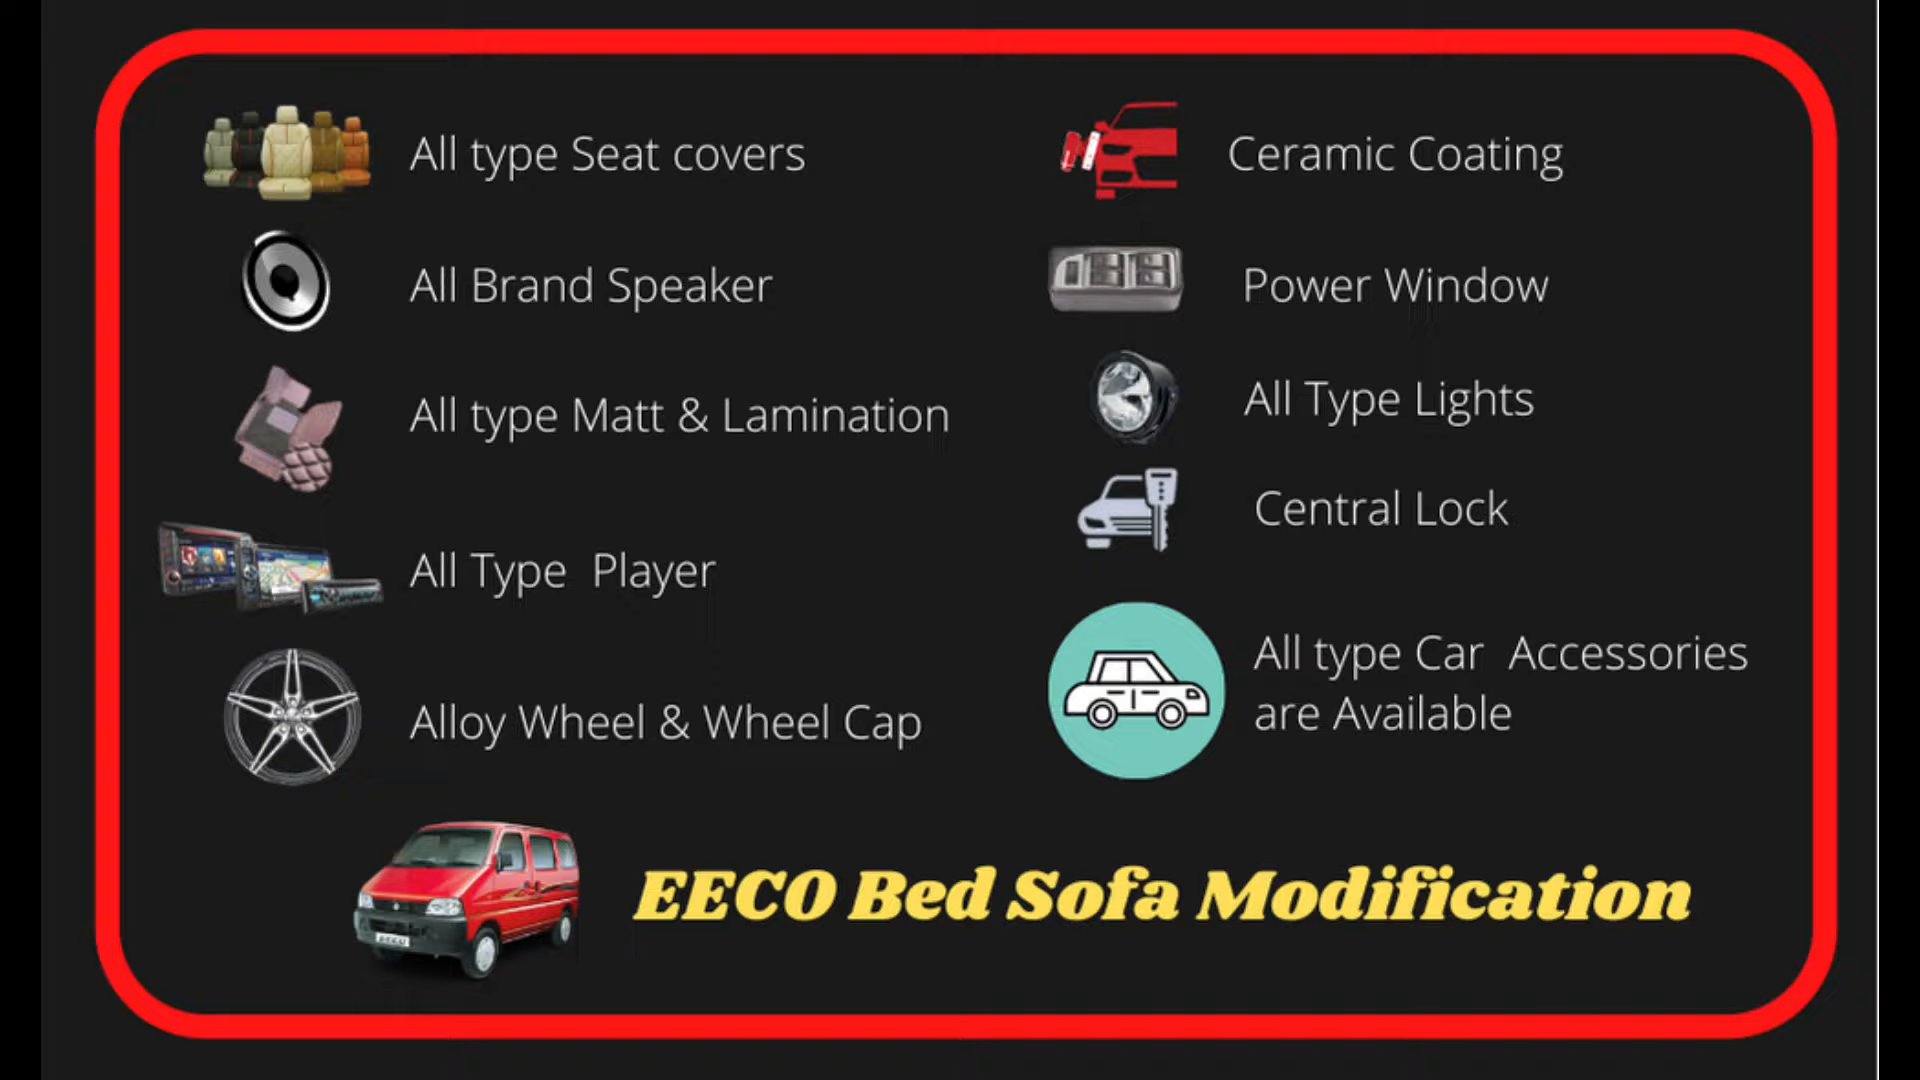 All type Seat covers
All Brand Speaker
All type Matt & Lamination
All Type Player
Alloy Wheel & Wheel Cap
Ceramic Coating
Power Window
All Type Lights
Central Lock
All type Car Accessories
are Available
EECO Bed Sofa Modification